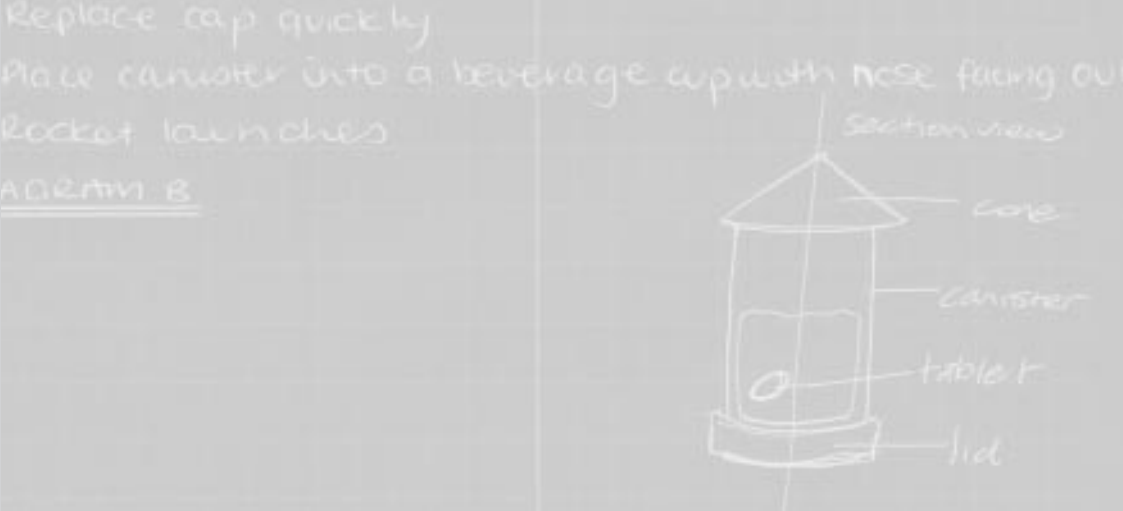 Replace cap quickly
Place canister into a beverage cup with nose facing ou
Rocket launches
section view
cone
canister
tablet
lid